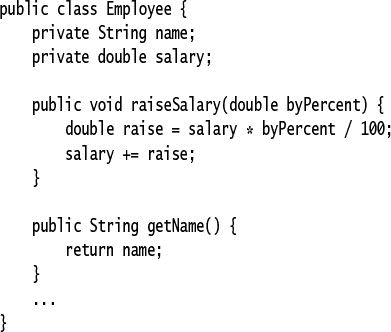 public class Employee {
    private String name;
    private double salary;

    public void raiseSalary(double byPercent) {
        double raise = salary * byPercent / 100;
        salary += raise;
    }

    public String getName() {
        return name;
    }
    ...
}